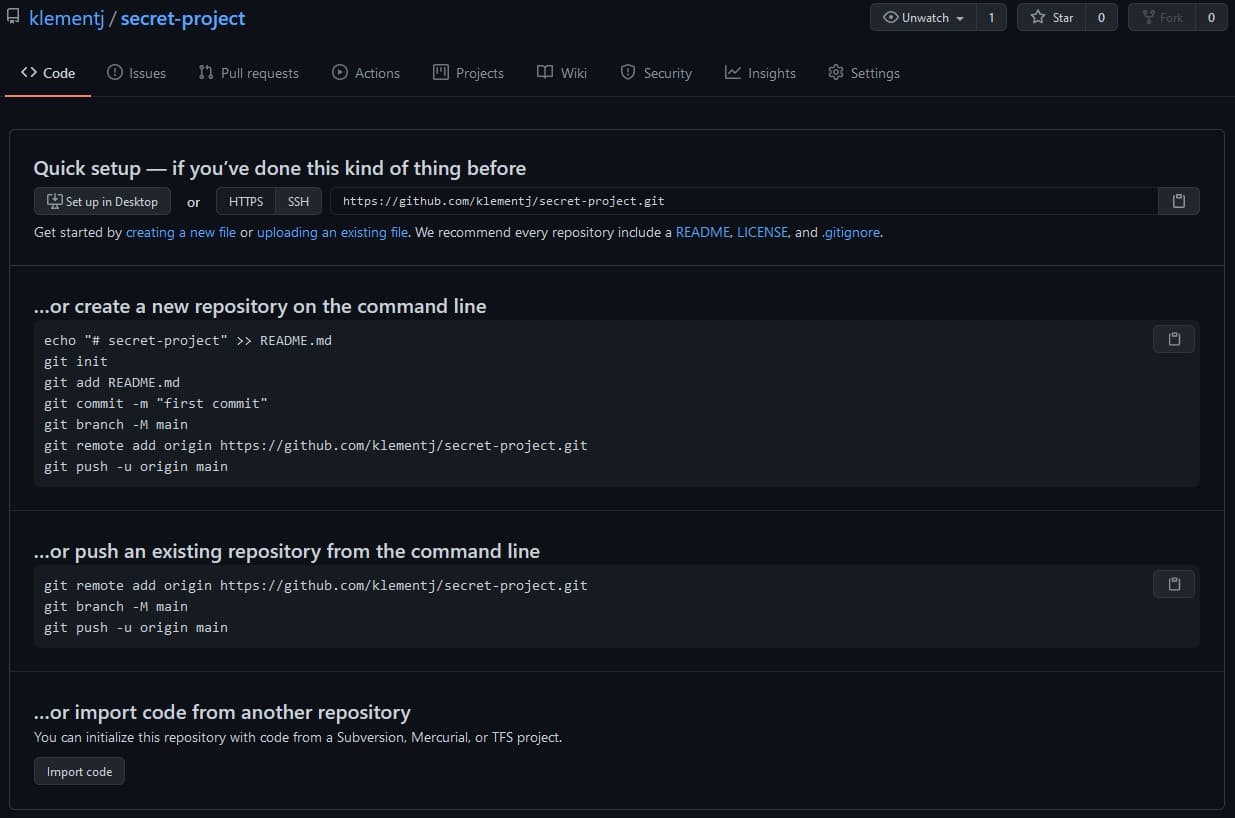 klementj / secret-project
Unwatch 1 Star 0 Fork 0
Code Issues Pull requests Actions Projects Wiki Security Insights Settings
Quick setup — if you’ve done this kind of thing before
Set up in Desktop or HTTPS SSH https://github.com/klementj/secret-project.git
Get started by creating a new file or uploading an existing file. We recommend every repository include a README, LICENSE, and .gitignore.
…or create a new repository on the command line
echo "# secret-project" >> README.md
git init
git add README.md
git commit -m "first commit"
git branch -M main
git remote add origin https://github.com/klementj/secret-project.git
git push -u origin main
…or push an existing repository from the command line
git remote add origin https://github.com/klementj/secret-project.git
git branch -M main
git push -u origin main
…or import code from another repository
You can initialize this repository with code from a Subversion, Mercurial, or TFS project.
Import code